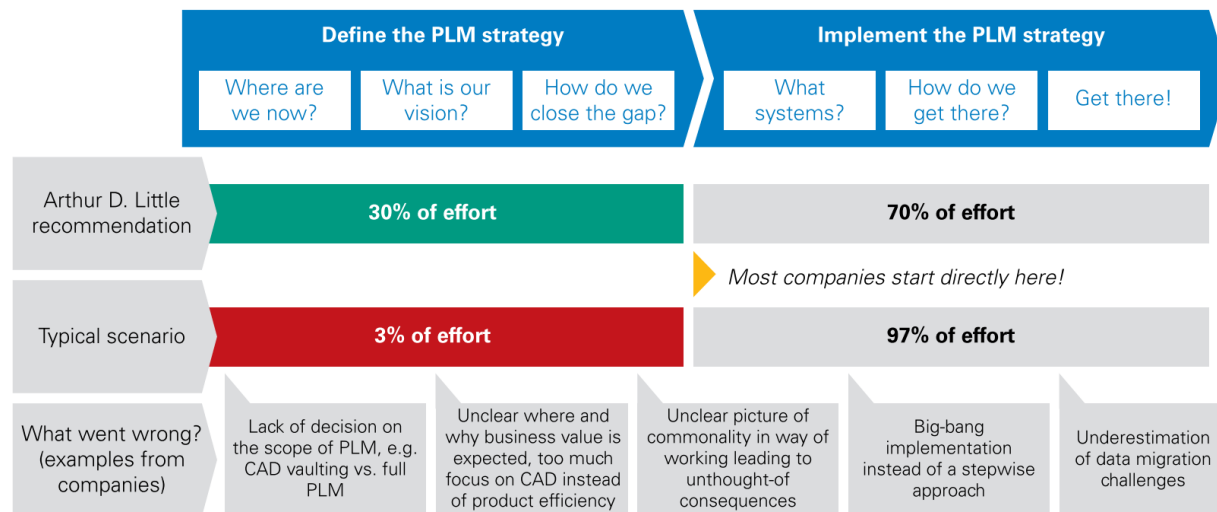 Define the PLM strategy
Implement the PLM strategy
Where are
we now?
What is our
vision?
How do we
close the gap?
What
systems?
How do we
get there?
Get there!
Arthur D. Little
recommendation
30% of effort
70% of effort
Most companies start directly here!
Typical scenario
3% of effort
97% of effort
What went wrong?
(examples from
companies)
Lack of decision on
the scope of PLM, e.g.
CAD vaulting vs. full
PLM
Unclear where and
why business value is
expected, too much
focus on CAD instead
of product efficiency
Unclear picture of
commonality in way of
working leading to
unthought-of
consequences
Big-bang
implementation
instead of a stepwise
approach
Underestimation
of data migration
challenges